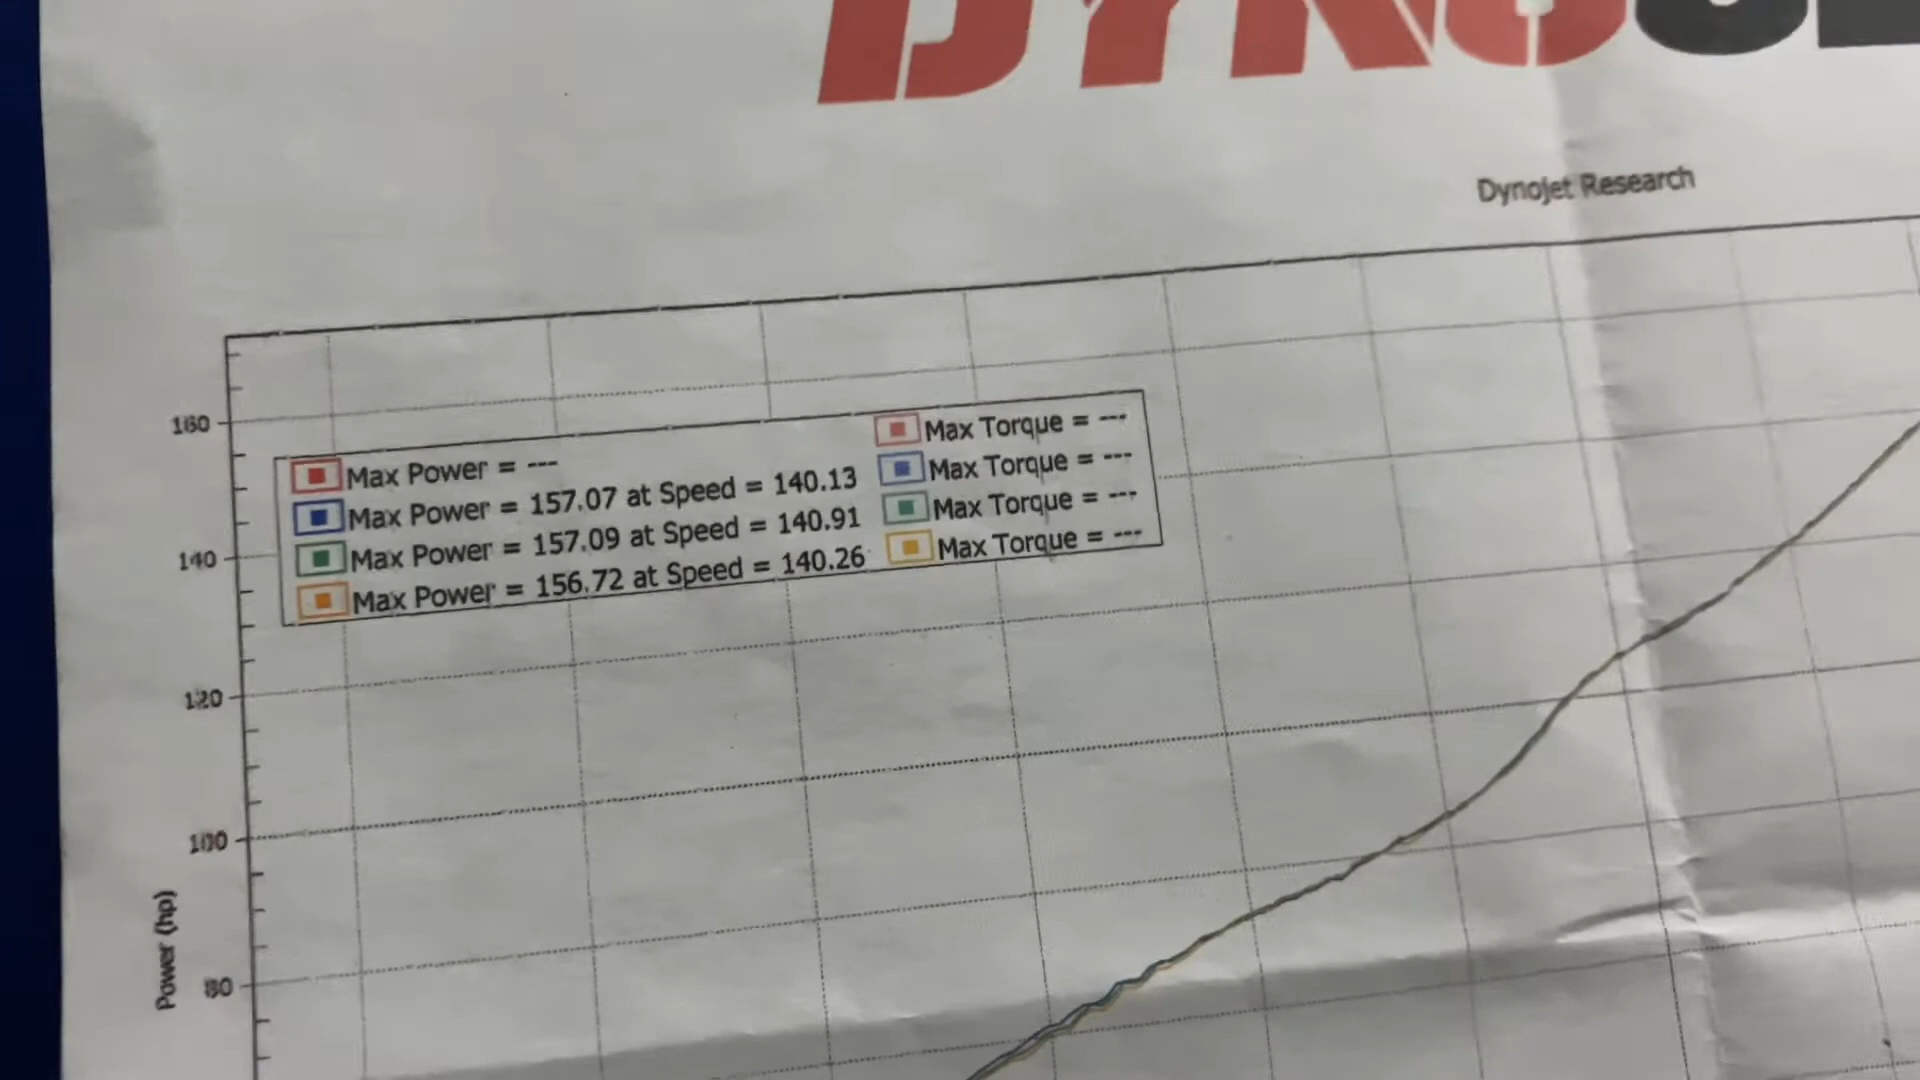 Dynojet Research
Max Power = ---
Max Power = 157.07 at Speed = 140.13
Max Power = 157.09 at Speed = 140.91
Max Power = 156.72 at Speed = 140.26
Max Torque = ---
Max Torque = ---
Max Torque = ---
Max Torque = ---
160
140
120
100
80
Power (hp)